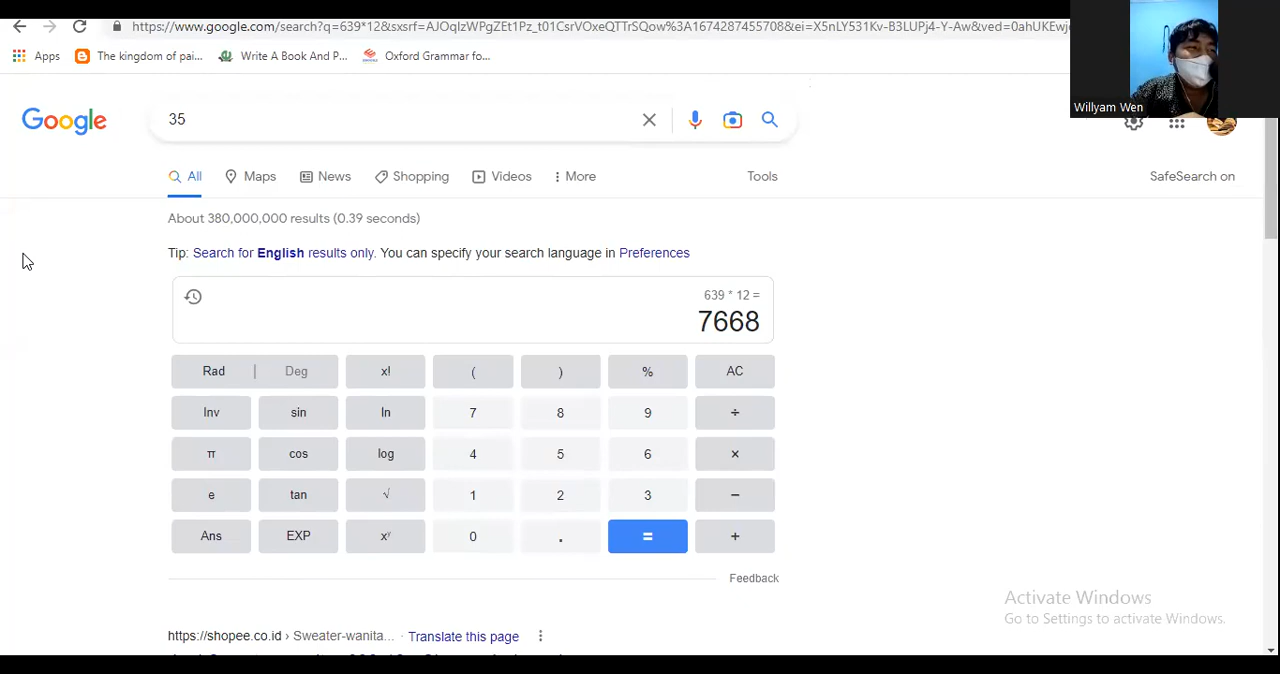 https://www.google.com/search?q=639*12&sxsrf=AJOqlzWPgZEt1Pz_t01CsrVOxeQTTrSQow%3A1674287455708&ei=X5nLY531Kv-B3LUPj4-Y-Aw&ved=0ahUKEwj
Apps The kingdom of pai... Write A Book And P... Oxford Grammar fo...
Willyam Wen
Google 35
All Maps News Shopping Videos More Tools SafeSearch on
About 380,000,000 results (0.39 seconds)
Tip: Search for English results only. You can specify your search language in Preferences
639 * 12 =
7668
Rad | Deg x! ( ) % AC
Inv sin ln 7 8 9 ÷
π cos log 4 5 6 ×
e tan √ 1 2 3 −
Ans EXP xʸ 0 . = +
Feedback
Activate Windows
Go to Settings to activate Windows.
https://shopee.co.id › Sweater-wanita... · Translate this page